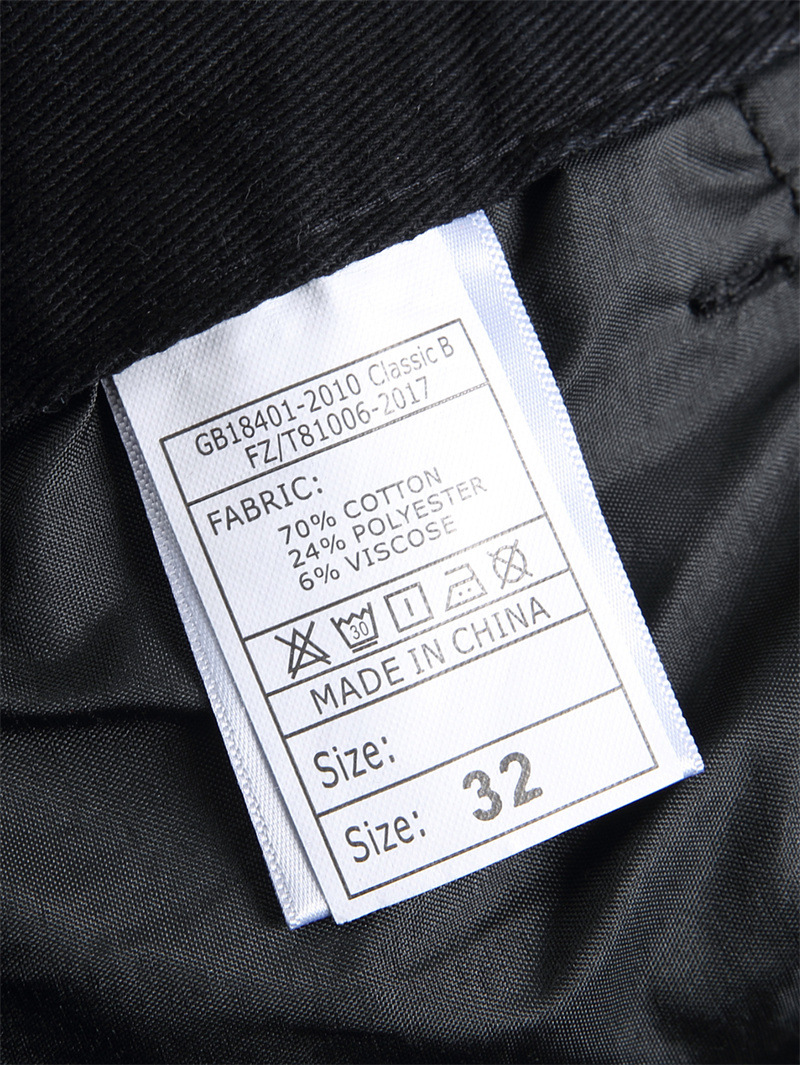 GB18401-2010 Classic B
FZ/T81006-2017
FABRIC:
70% COTTON
24% POLYESTER
6% VISCOSE
30
MADE IN CHINA
Size:
Size: 32